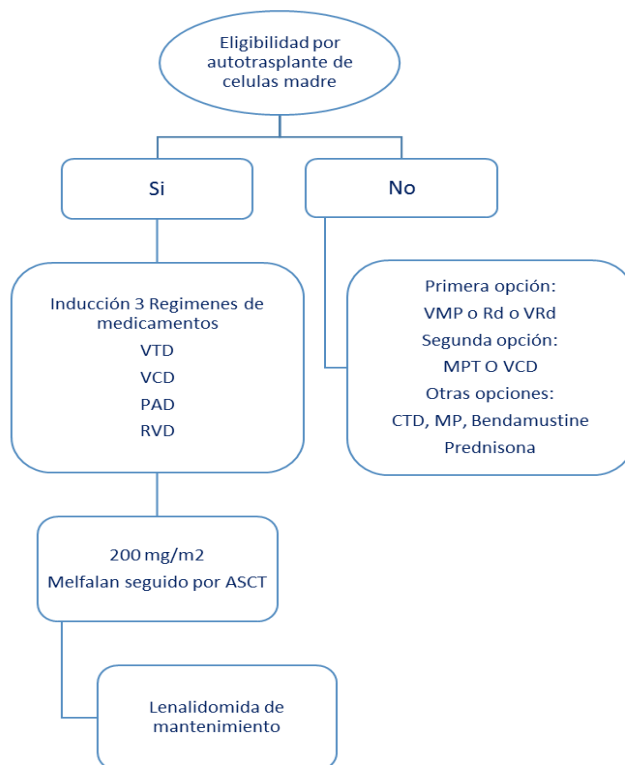 Eligibilidad por
autotrasplante de
celulas madre
Si
No
Inducción 3 Regimenes de
medicamentos
VTD
VCD
PAD
RVD
Primera opción:
VMP o Rd o VRd
Segunda opción:
MPT O VCD
Otras opciones:
CTD, MP, Bendamustine
Prednisona
200 mg/m2
Melfalan seguido por ASCT
Lenalidomida de
mantenimiento